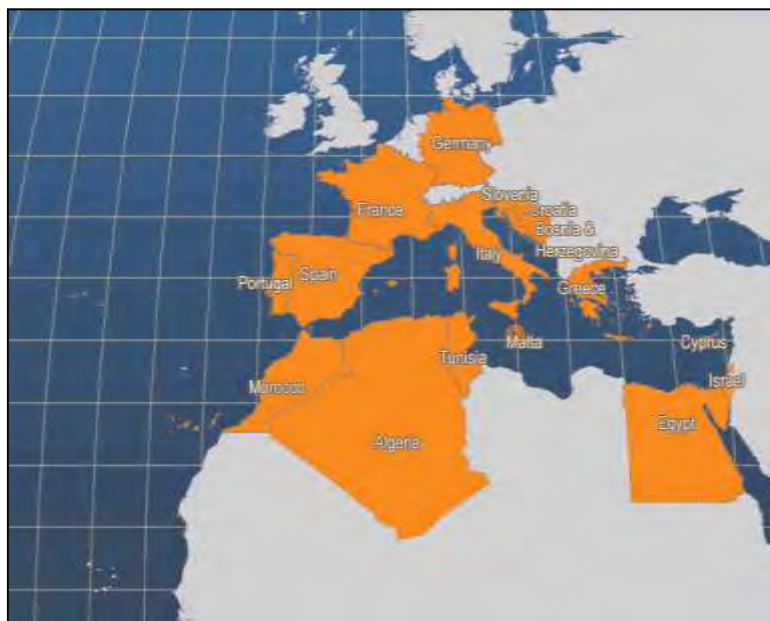 Germany
Slovenia
Croatia
France
Bosnia &
Herzegovina
Italy
Portugal
Spain
Greece
Malta
Cyprus
Tunisia
Israel
Morocco
Egypt
Algeria